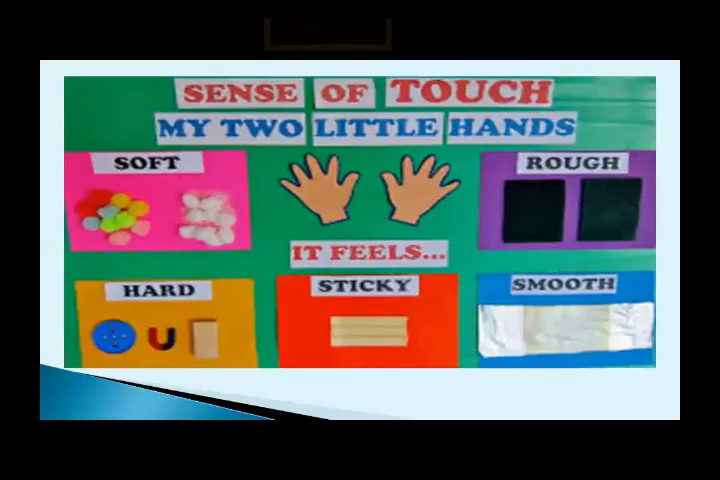 SENSE OF TOUCH
MY TWO LITTLE HANDS
SOFT
ROUGH
IT FEELS...
HARD
STICKY
SMOOTH